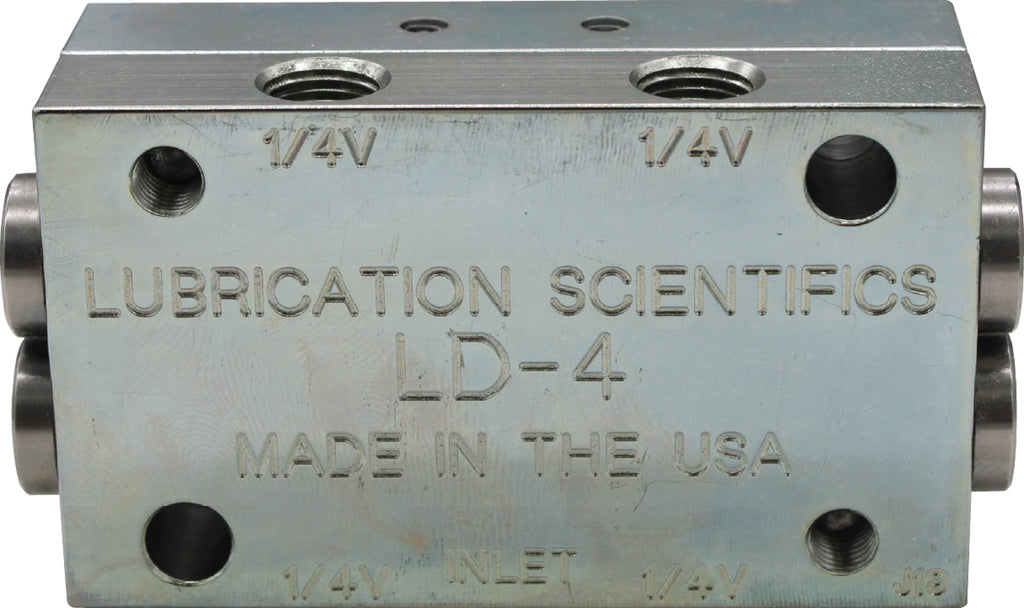 1/4V 1/4V
LUBRICATION SCIENTIFICS
LD-4
MADE IN THE USA
INLET
1/4V 1/4V
J19